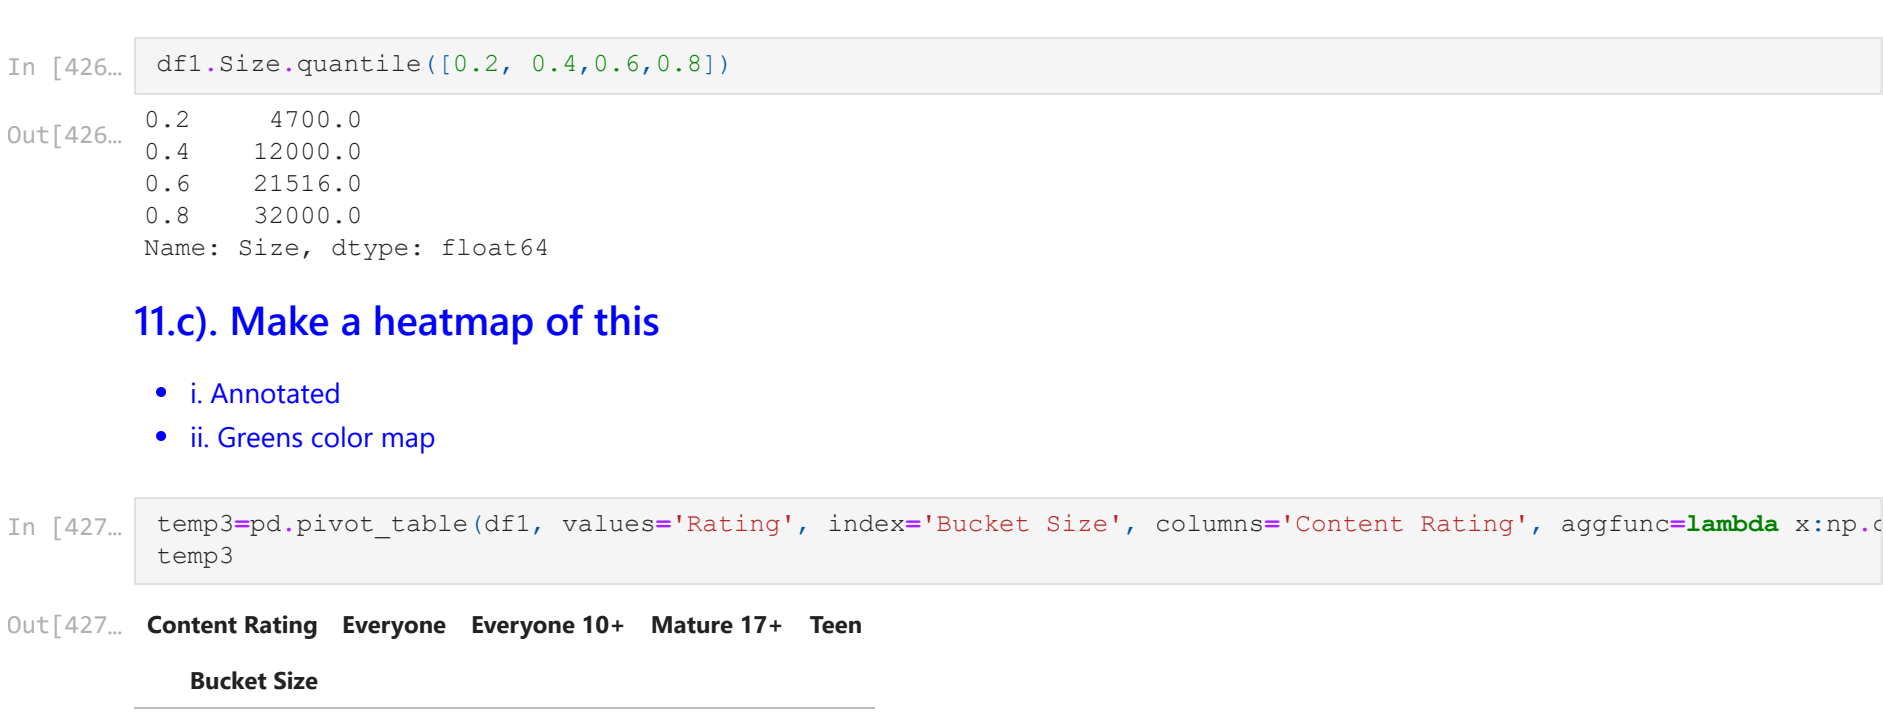 In [426… df1.Size.quantile([0.2, 0.4,0.6,0.8])
Out[426… 0.2 4700.0
0.4 12000.0
0.6 21516.0
0.8 32000.0
Name: Size, dtype: float64
11.c). Make a heatmap of this
• i. Annotated
• ii. Greens color map
In [427… temp3=pd.pivot_table(df1, values='Rating', index='Bucket Size', columns='Content Rating', aggfunc=lambda x:np.
temp3
Out[427… Content Rating Everyone Everyone 10+ Mature 17+ Teen
Bucket Size